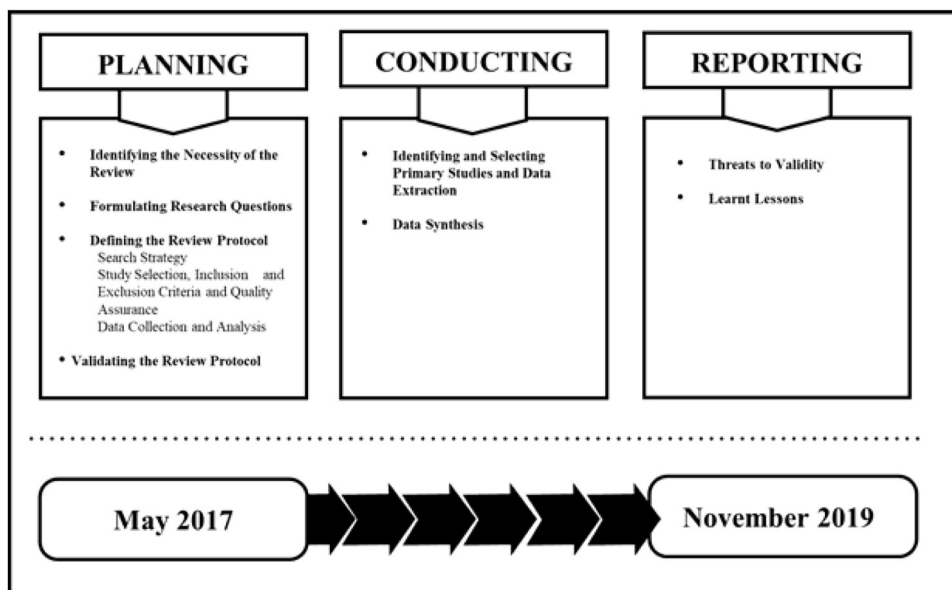 PLANNING
• Identifying the Necessity of the
Review
• Formulating Research Questions
• Defining the Review Protocol
Search Strategy
Study Selection, Inclusion and
Exclusion Criteria and Quality
Assurance
Data Collection and Analysis
• Validating the Review Protocol
CONDUCTING
• Identifying and Selecting
Primary Studies and Data
Extraction
• Data Synthesis
REPORTING
• Threats to Validity
• Learnt Lessons
May 2017
November 2019